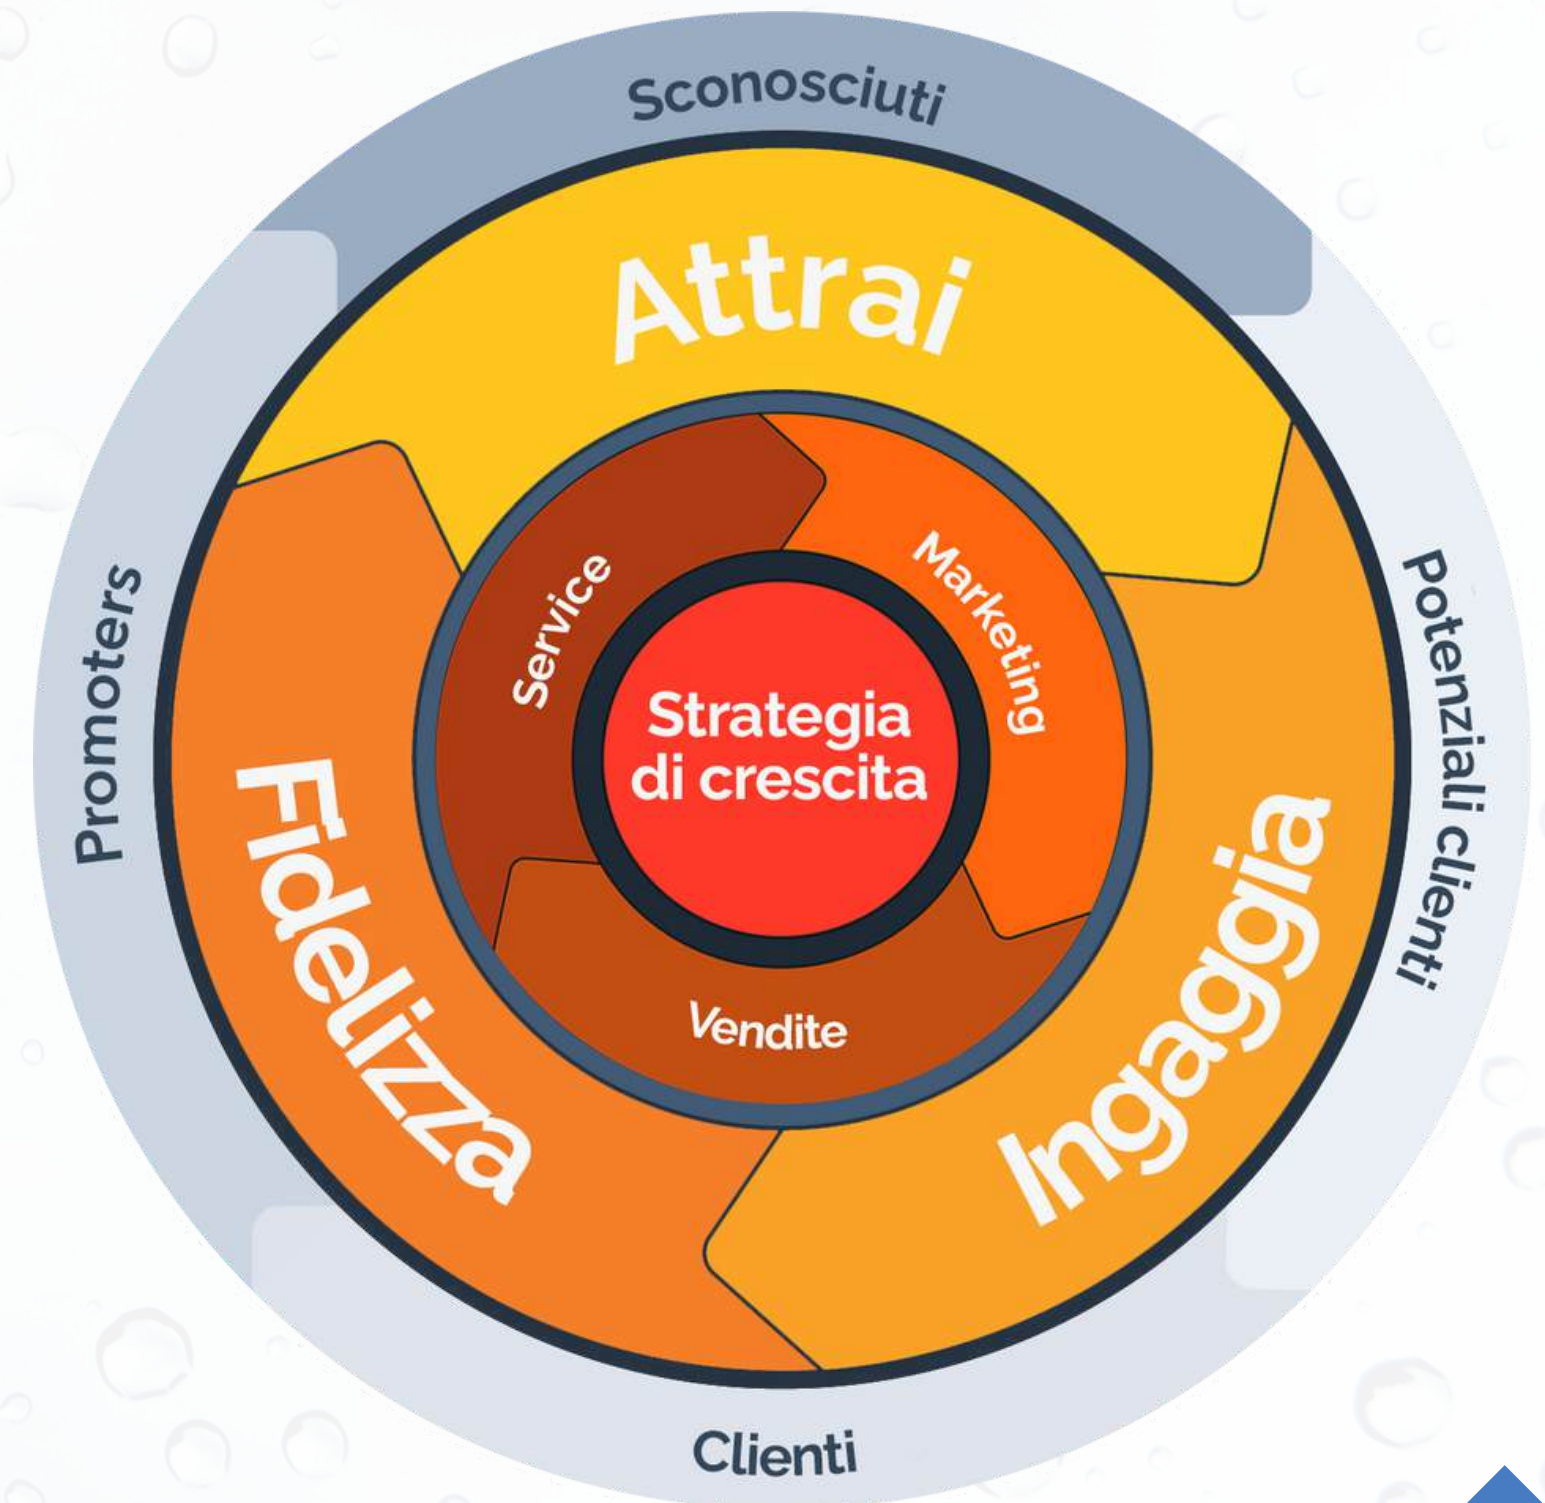 Sconosciuti
Attrai
Potenziali clienti
Ingaggia
Clienti
Fidelizza
Promoters
Marketing
Vendite
Service
Strategia
di crescita